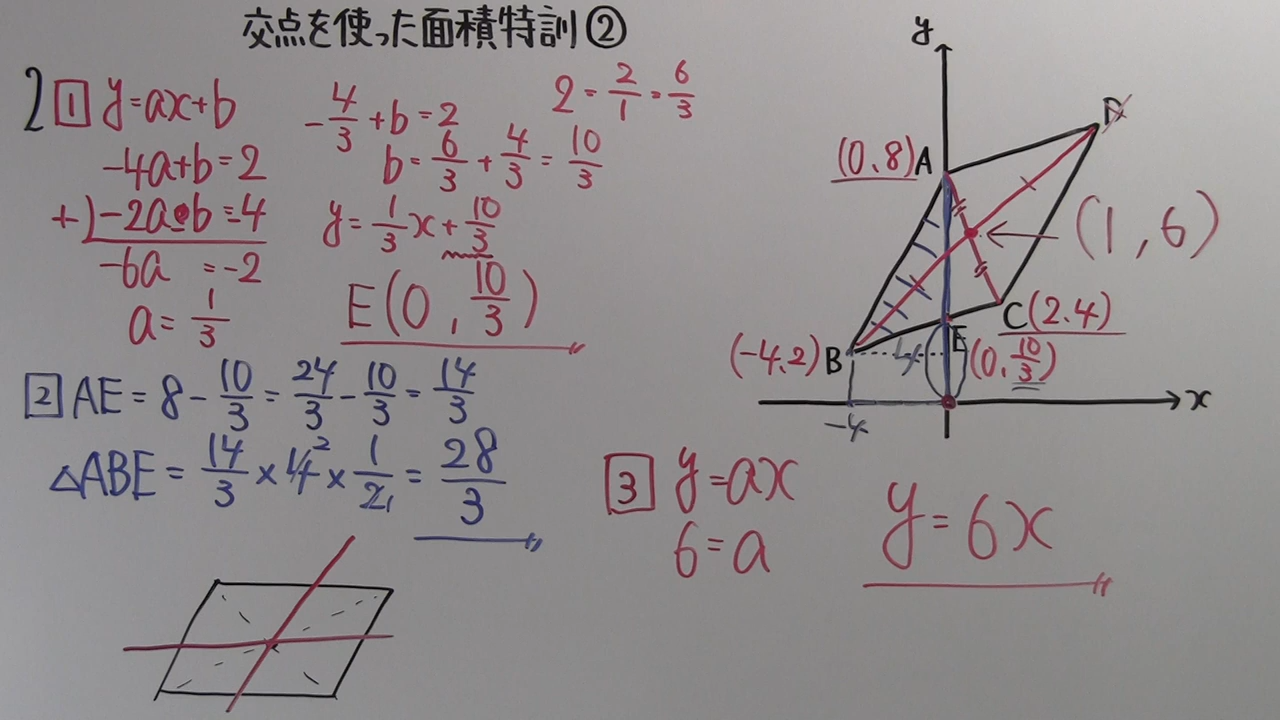 交点を使った面積特訓②
2 1 y=ax+b
-4a+b=2
+)-2a-b=-4
-6a =-2
a=1/3
-4/3+b=2
b=6/3+4/3=10/3
2=2/1=6/3
y=1/3x+10/3
E(0,10/3)
2 AE=8-10/3=24/3-10/3=14/3
△ABE=14/3×4²×1/2₁=28/3
y
D
(0.8)A
(1,6)
C(2.4)
(-4.2)B
4
E
(0,10/3)
x
-4
3 y=ax
6=a
y=6x